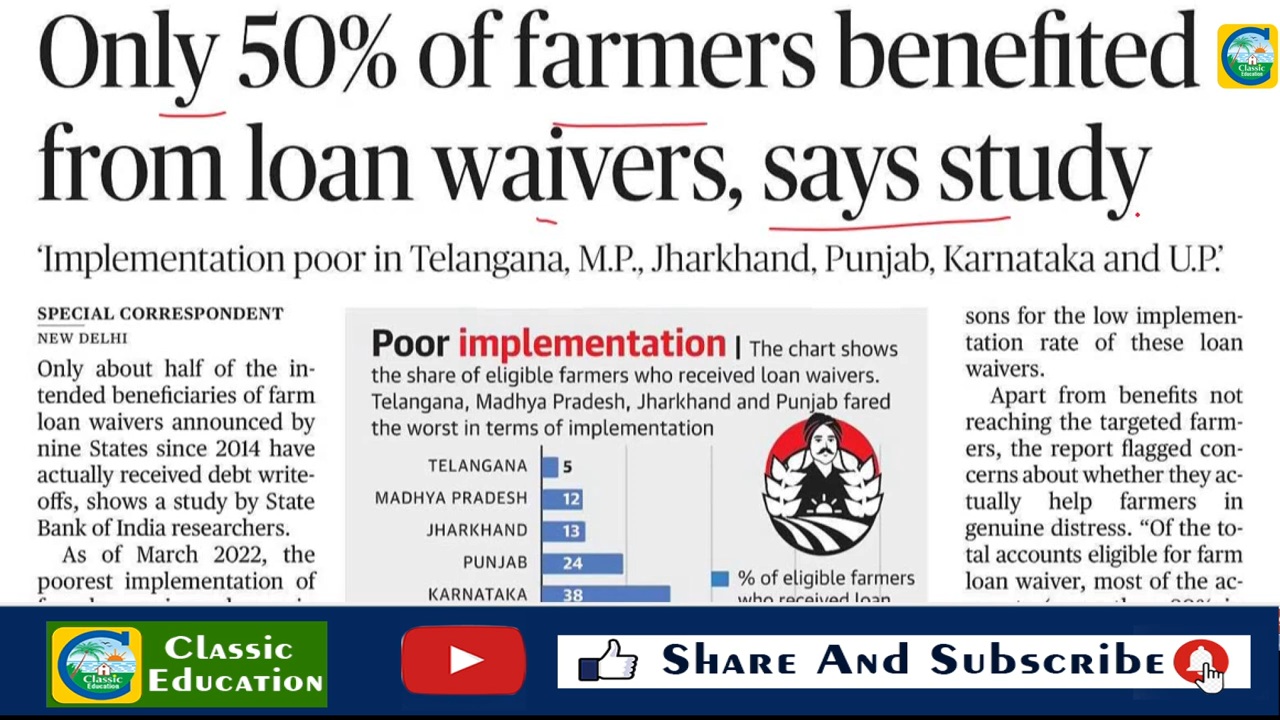 Only 50% of farmers benefited
from loan waivers, says study
‘Implementation poor in Telangana, M.P., Jharkhand, Punjab, Karnataka and U.P.’
SPECIAL CORRESPONDENT
NEW DELHI
Only about half of the in-
tended beneficiaries of farm
loan waivers announced by
nine States since 2014 have
actually received debt write-
offs, shows a study by State
Bank of India researchers.
As of March 2022, the
poorest implementation of
Poor implementation | The chart shows
the share of eligible farmers who received loan waivers.
Telangana, Madhya Pradesh, Jharkhand and Punjab fared
the worst in terms of implementation
TELANGANA 5
MADHYA PRADESH 12
JHARKHAND 13
PUNJAB 24
KARNATAKA 38
% of eligible farmers
who received loan
sons for the low implemen-
tation rate of these loan
waivers.
Apart from benefits not
reaching the targeted farm-
ers, the report flagged con-
cerns about whether they ac-
tually help farmers in
genuine distress. “Of the to-
tal accounts eligible for farm
loan waiver, most of the ac-
Classic
Education
Classic
Education
Classic
Education
Share And Subscribe